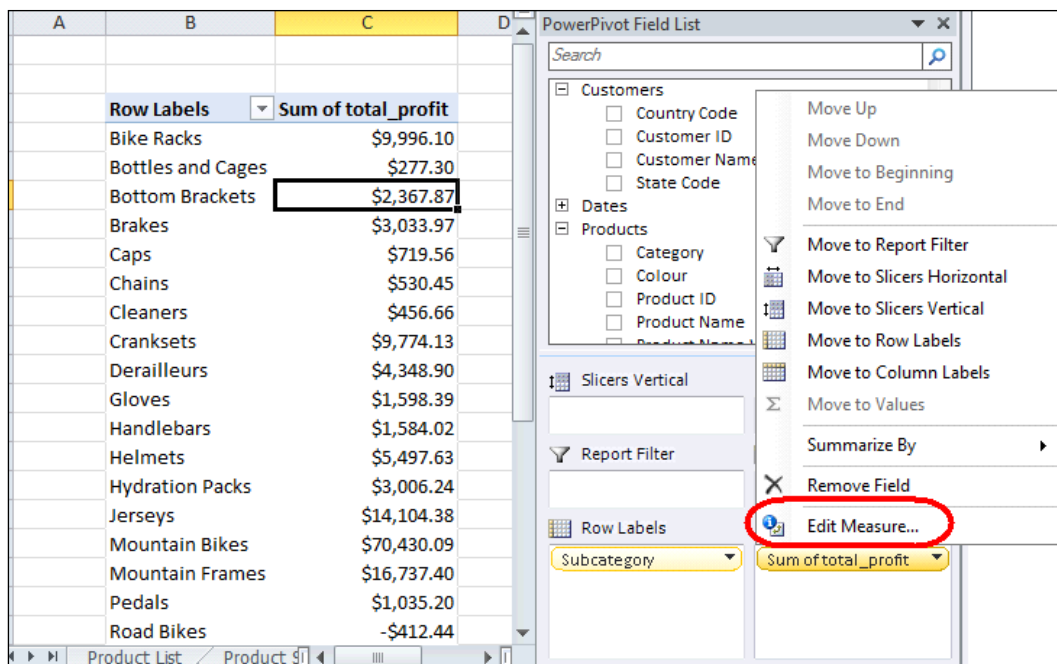 A B C D
Row Labels Sum of total_profit
Bike Racks $9,996.10
Bottles and Cages $277.30
Bottom Brackets $2,367.87
Brakes $3,033.97
Caps $719.56
Chains $530.45
Cleaners $456.66
Cranksets $9,774.13
Derailleurs $4,348.90
Gloves $1,598.39
Handlebars $1,584.02
Helmets $5,497.63
Hydration Packs $3,006.24
Jerseys $14,104.38
Mountain Bikes $70,430.09
Mountain Frames $16,737.40
Pedals $1,035.20
Road Bikes -$412.44
Product List Product S
PowerPivot Field List
Search
Customers
Country Code
Customer ID
Customer Name
State Code
Dates
Products
Category
Colour
Product ID
Product Name
Product Name
Slicers Vertical
Report Filter
Row Labels
Subcategory
Sum of total_profit
Move Up
Move Down
Move to Beginning
Move to End
Move to Report Filter
Move to Slicers Horizontal
Move to Slicers Vertical
Move to Row Labels
Move to Column Labels
Σ Move to Values
Summarize By
Remove Field
Edit Measure...